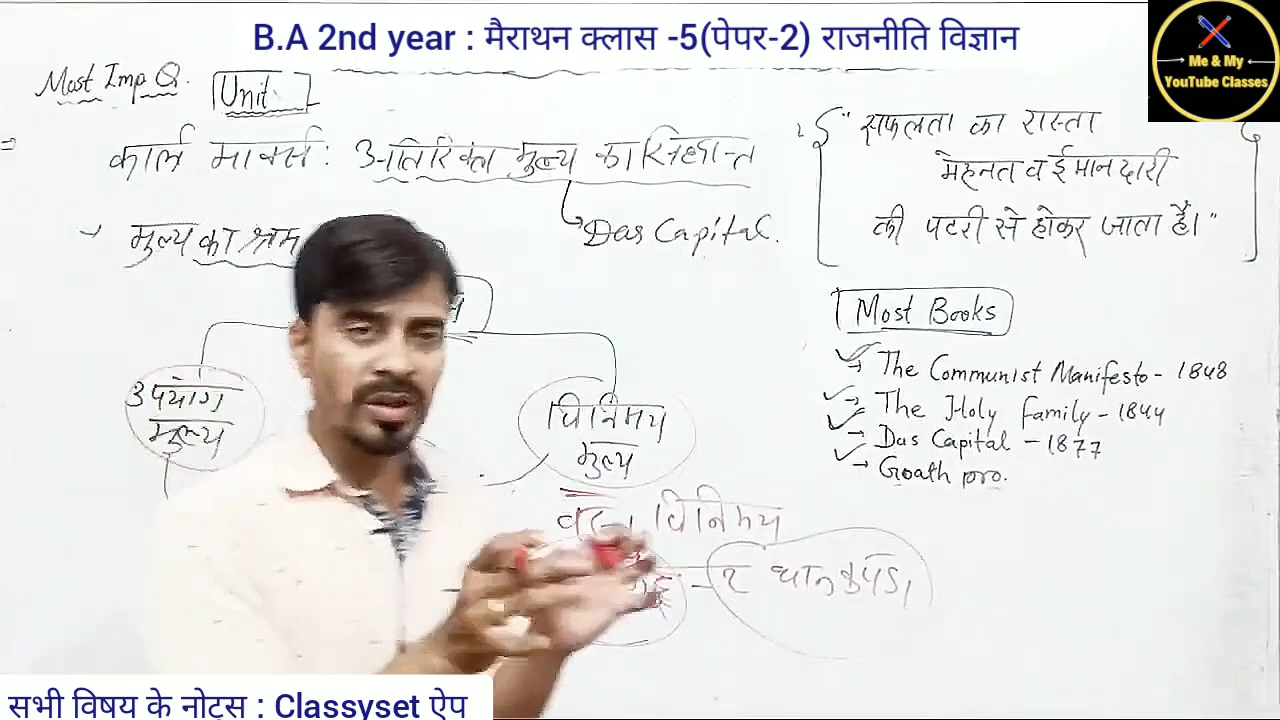 B.A 2nd year : मैराथन क्लास -5(पेपर-2) राजनीति विज्ञान
Me & My
YouTube Classes
Most Imp Q.
Unit
कार्ल मार्क्स : अतिरिक्त मूल्य का सिद्धान्त
Das Capital.
मूल्य का श्रम
उपयोग
मूल्य
विनिमय
मूल्य
विनिमय
"सफलता का रास्ता
मेहनत व ईमानदारी
की पटरी से होकर जाता है।"
Most Books
The Communist Manifesto - 1848
The Holy Family - 1844
Das Capital - 1877
Goath pro.
सभी विषय के नोट्स : Classyset ऐप